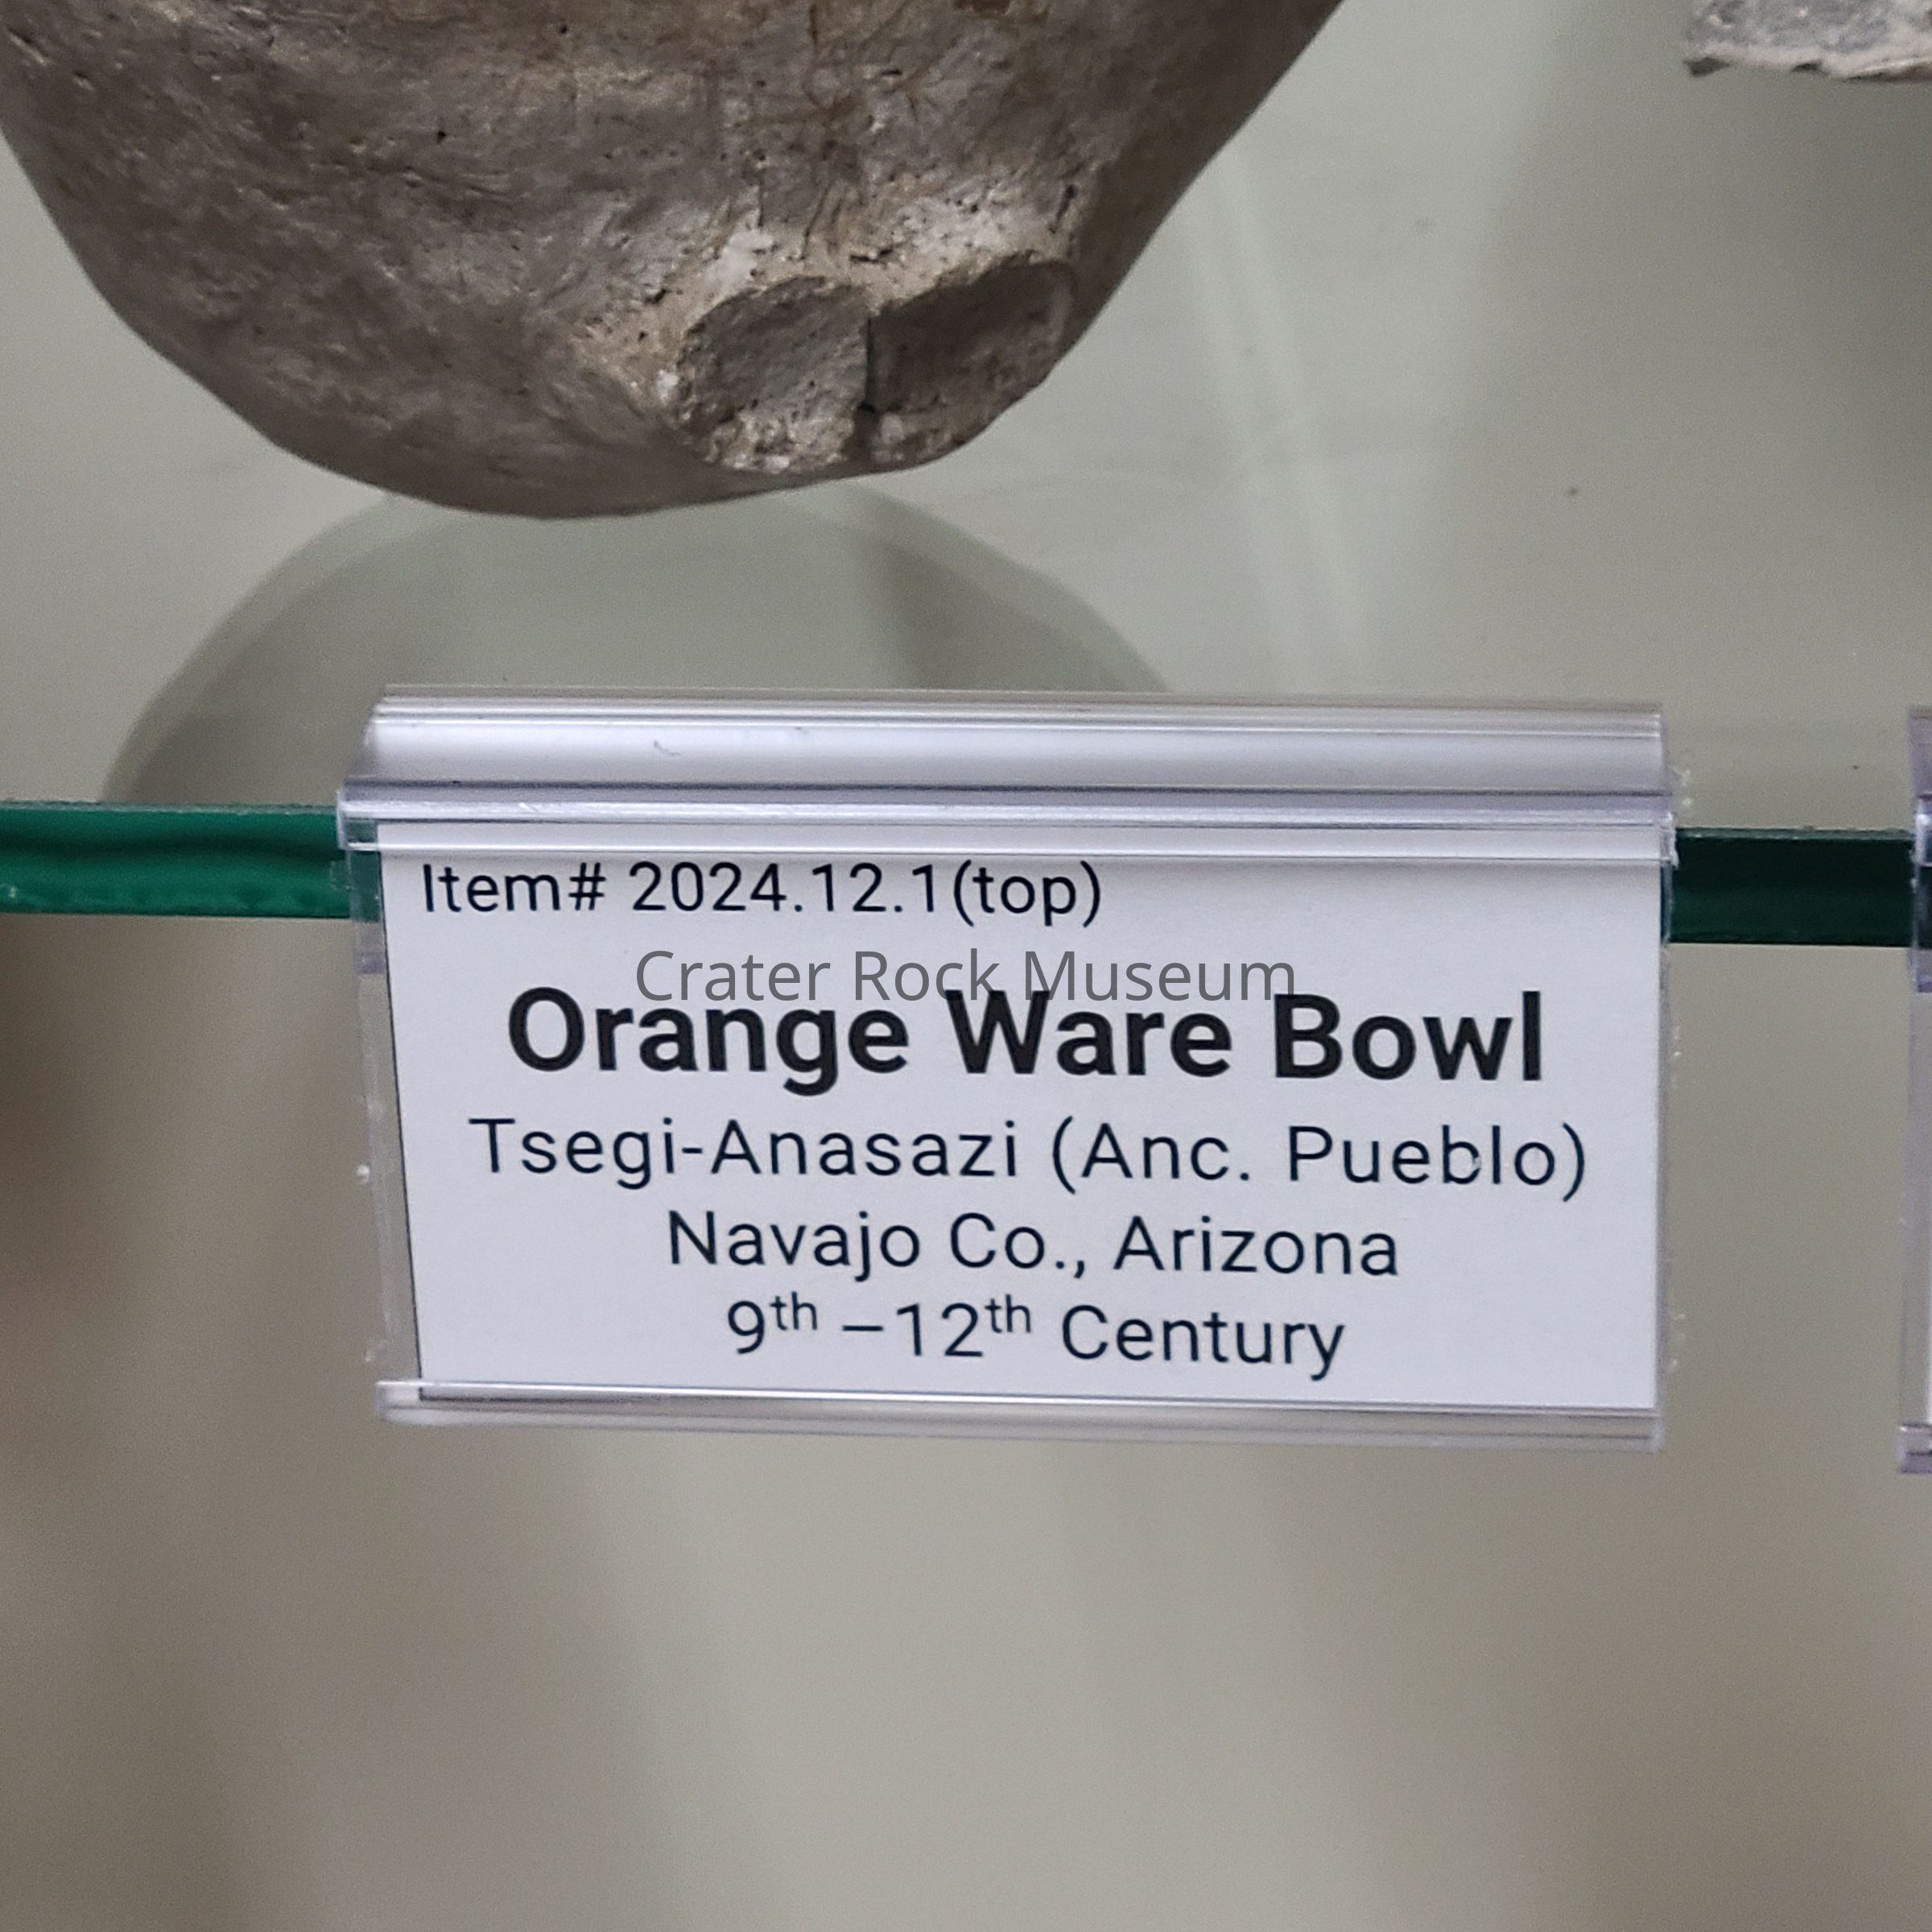 Item# 2024.12.1(top)
Crater Rock Museum
Orange Ware Bowl
Tsegi-Anasazi (Anc. Pueblo)
Navajo Co., Arizona
9th –12th Century